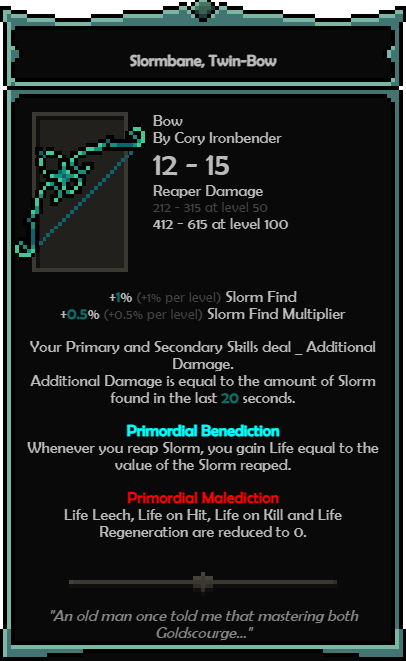 Slormbane, Twin-Bow
Bow
By Cory Ironbender
12 - 15
Reaper Damage
212 - 315 at level 50
412 - 615 at level 100
+1% (+1% per level) Slorm Find
+0.5% (+0.5% per level) Slorm Find Multiplier
Your Primary and Secondary Skills deal _ Additional
Damage.
Additional Damage is equal to the amount of Slorm
found in the last 20 seconds.
Primordial Benediction
Whenever you reap Slorm, you gain Life equal to the
value of the Slorm reaped.
Primordial Malediction
Life Leech, Life on Hit, Life on Kill and Life
Regeneration are reduced to 0.
"An old man once told me that mastering both
Goldscourge..."